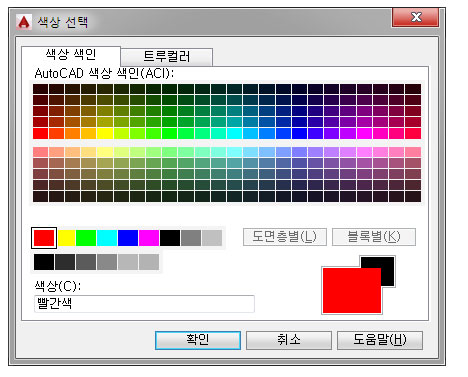 색상 선택
색상 색인
트루컬러
AutoCAD 색상 색인(ACI):
도면층별(L)
블록별(K)
색상(C):
빨간색
확인
취소
도움말(H)